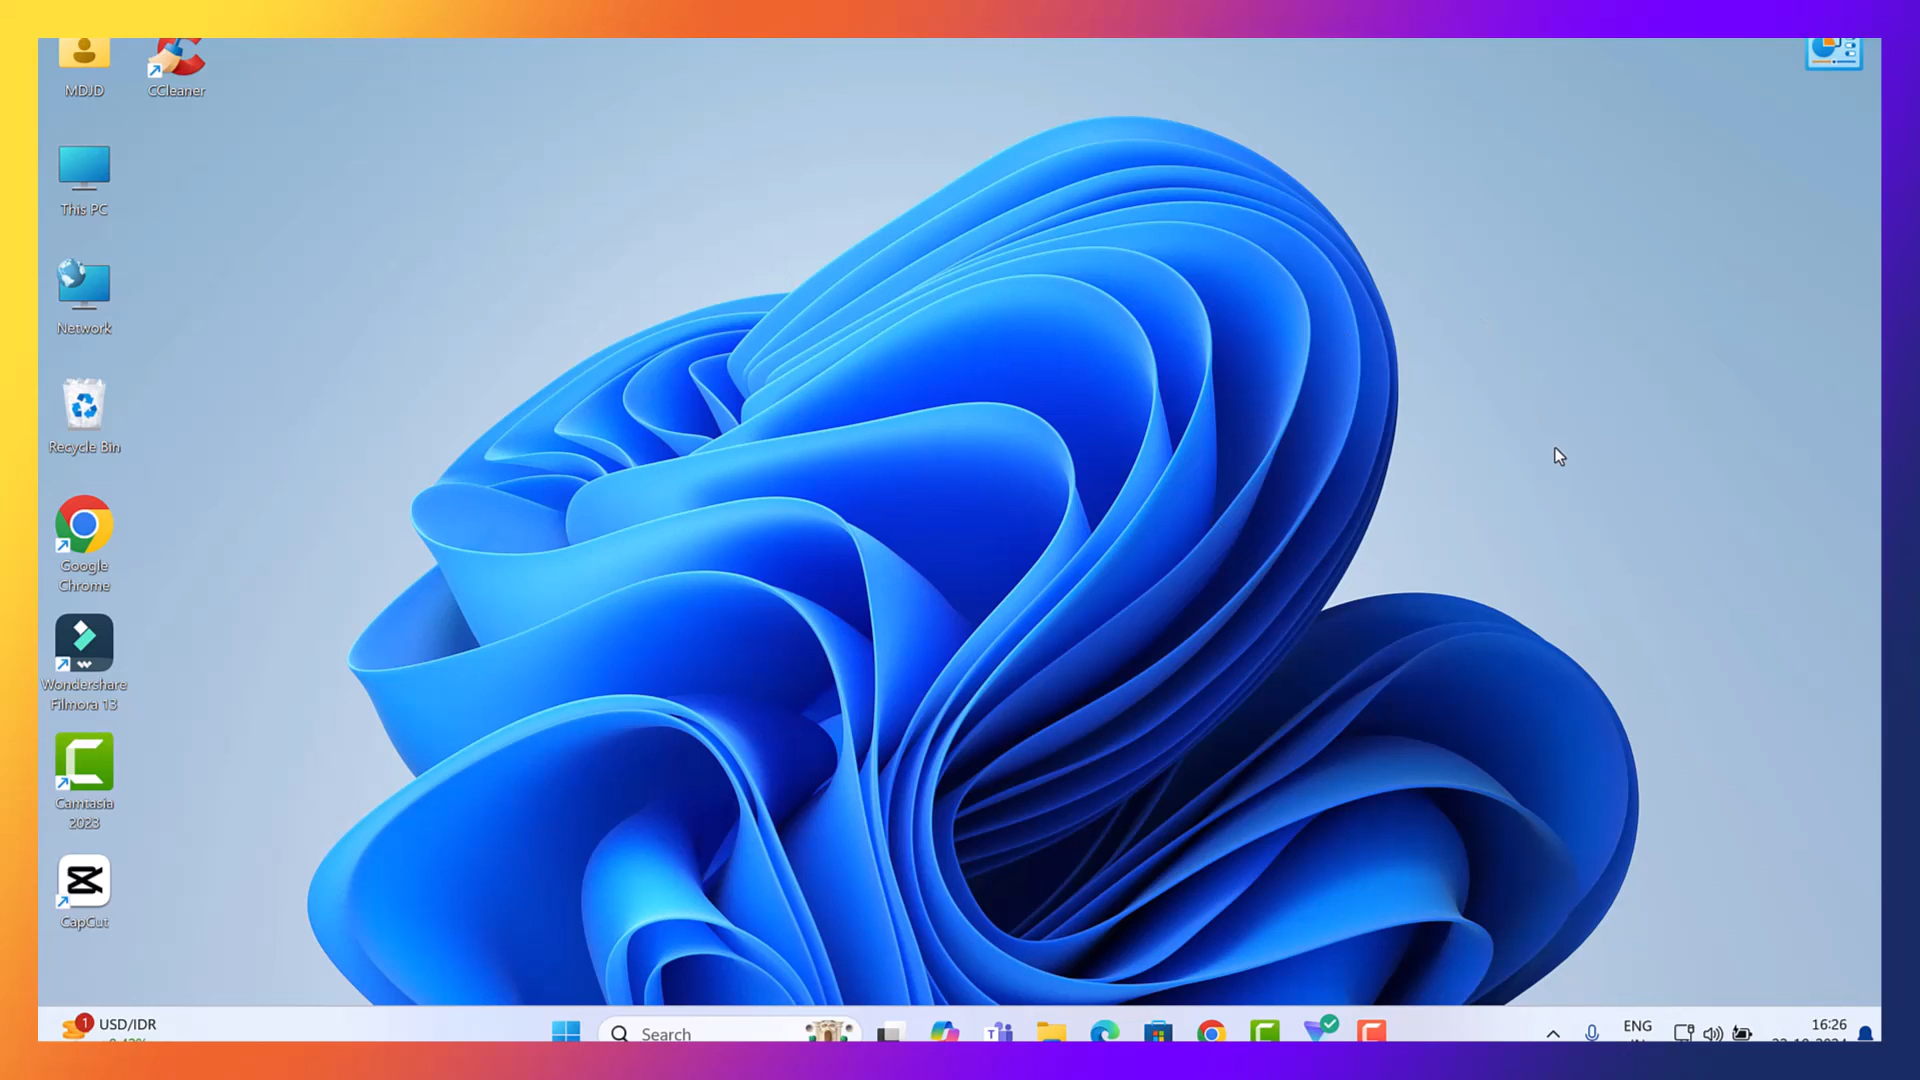 MDJD
CCleaner
This PC
Network
Recycle Bin
Google
Chrome
Wondershare
Filmora 13
Camtasia
2023
CapCut
1
USD/IDR
Search
ENG
16:26